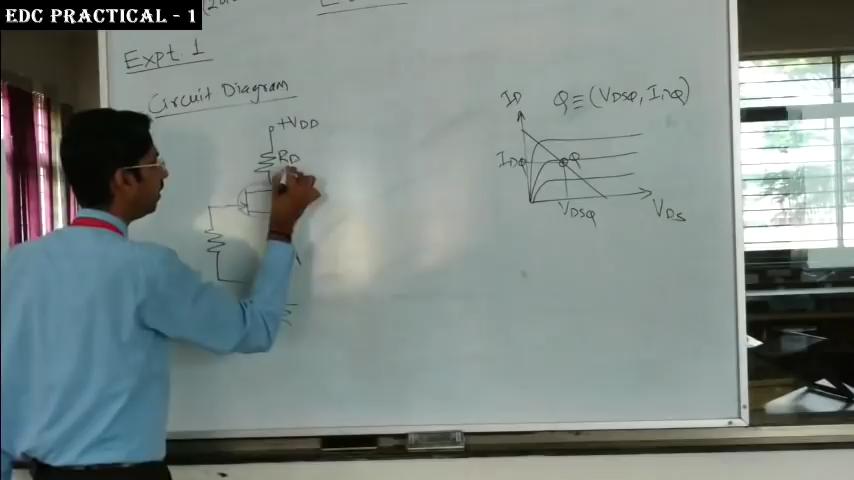 EDC PRACTICAL - 1
Expt. 1
Circuit Diagram
+VDD
RD
ID
Q ≡ (VDSQ, IDQ)
IDQ
Q
VDSQ
VDS